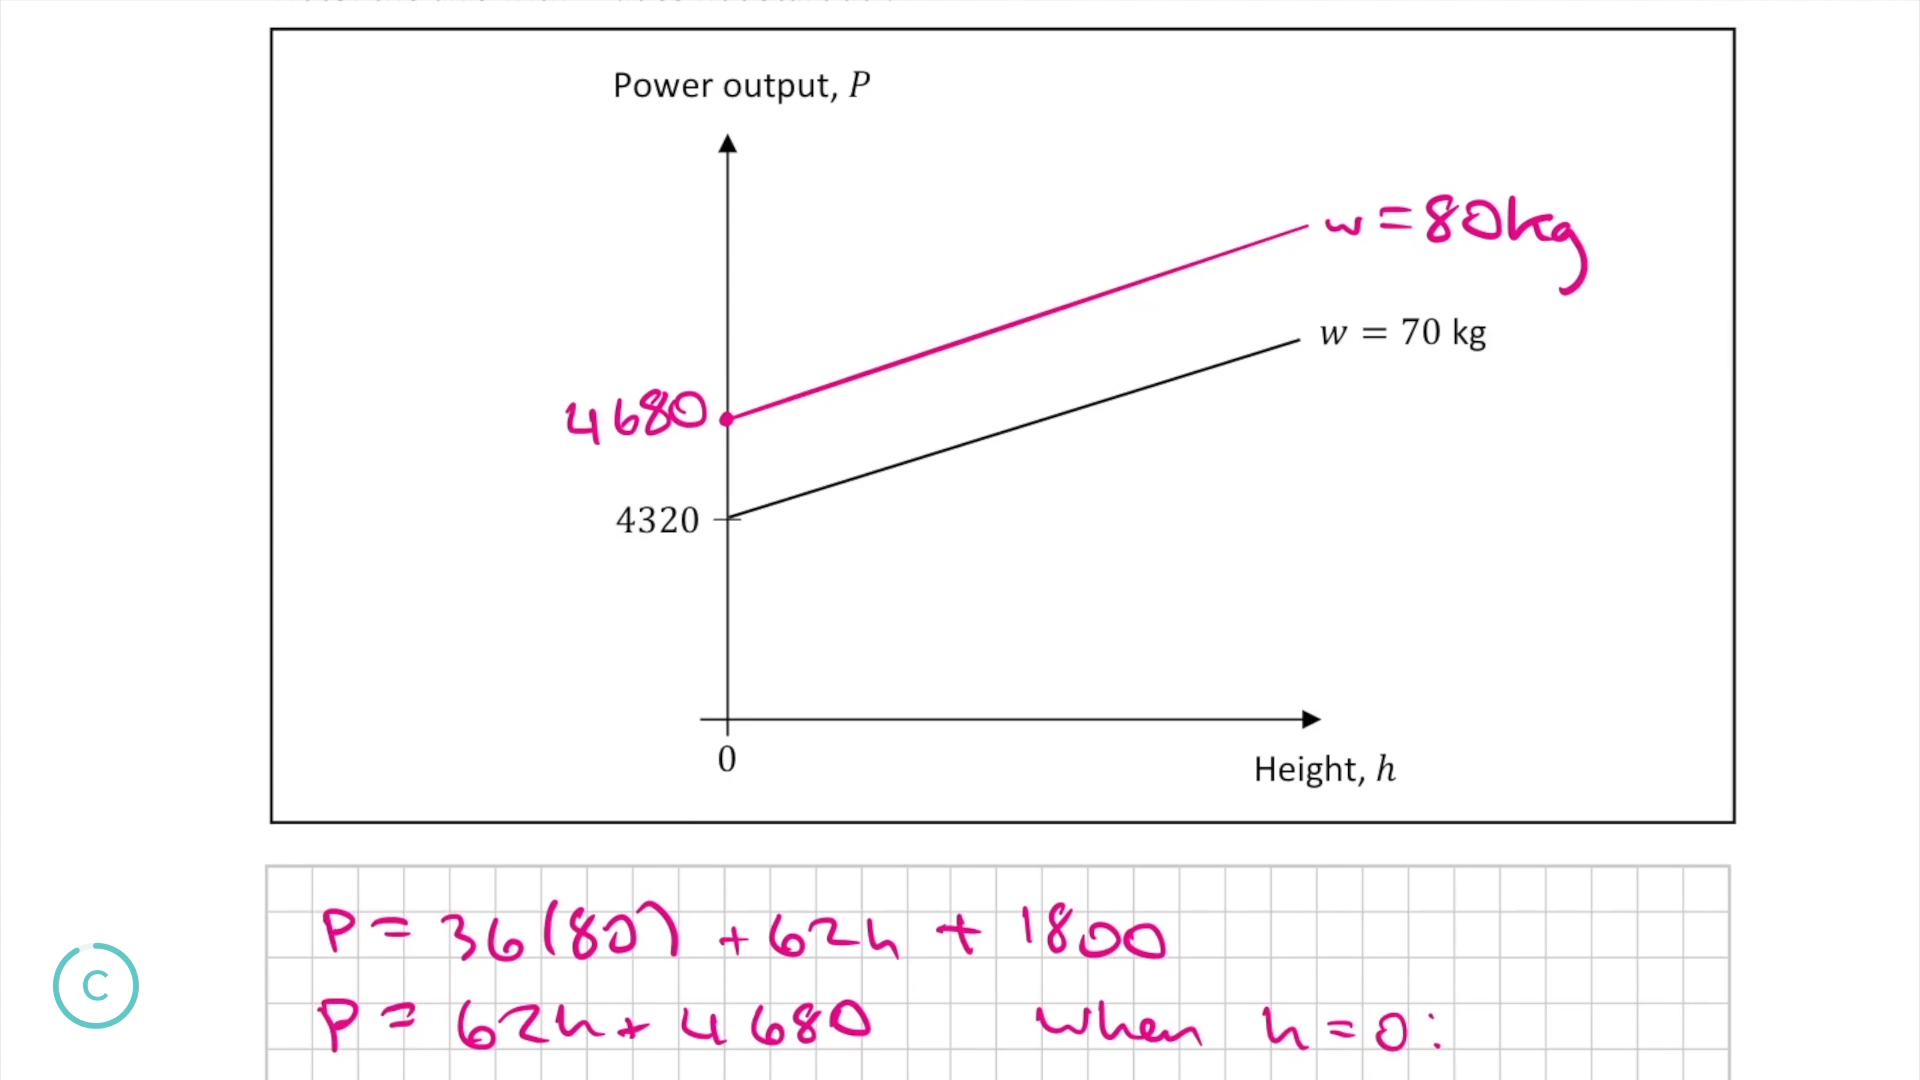 Power output, P
w = 80kg
w = 70 kg
4680
4320
0
Height, h
P = 36(80) + 62h + 1800
P = 62h + 4680 when h = 0:
C